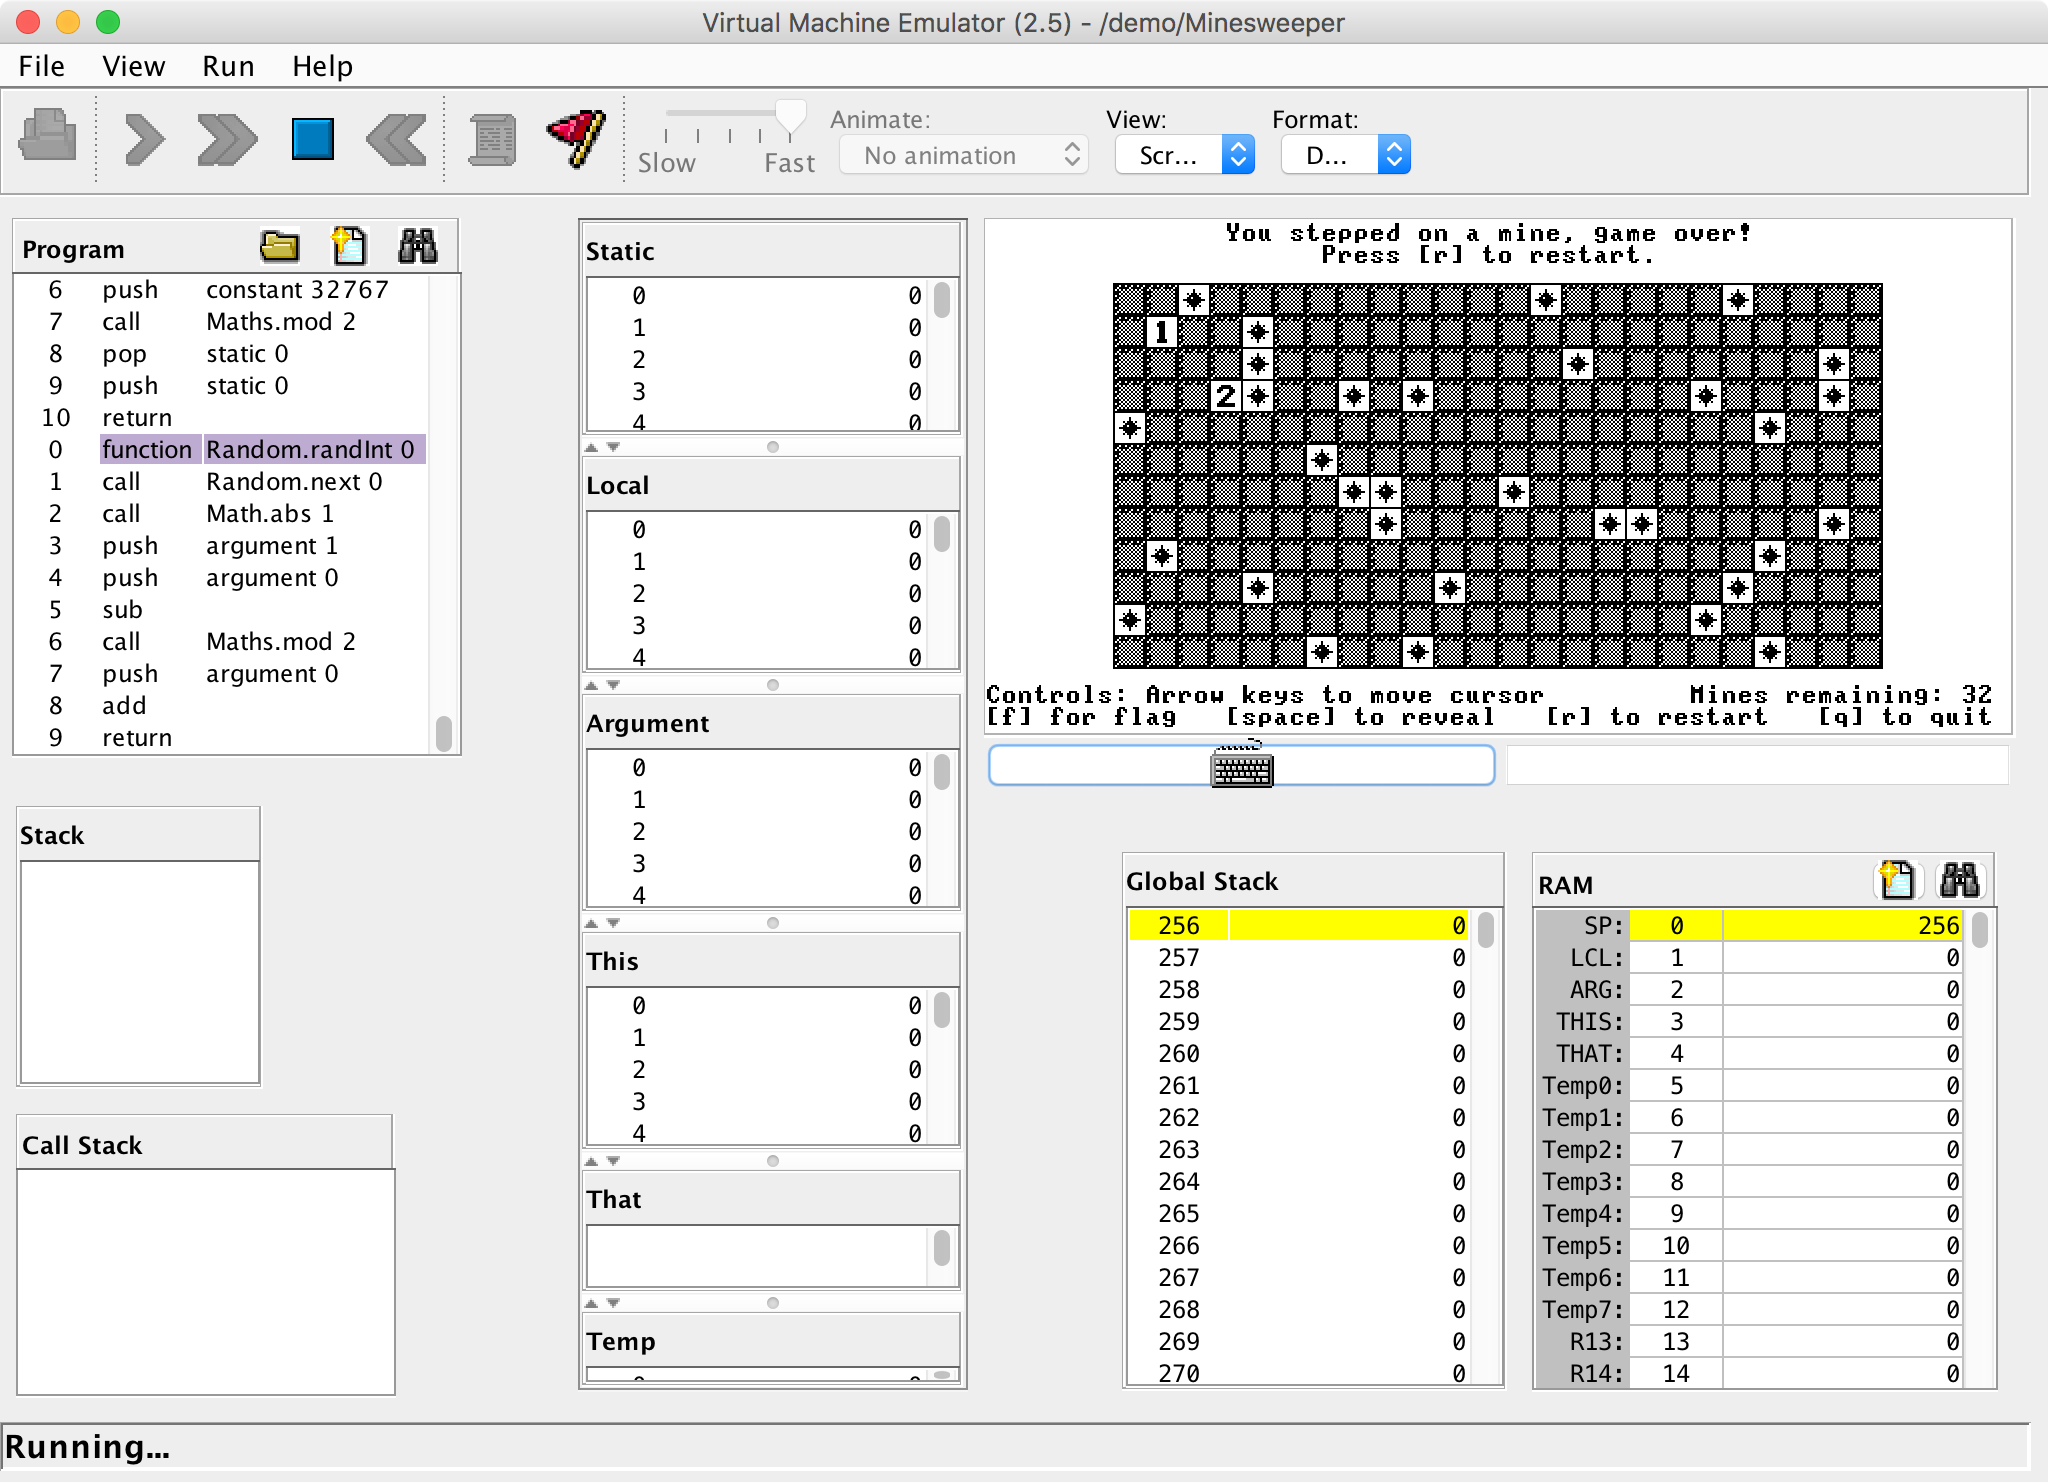 Virtual Machine Emulator (2.5) - /demo/Minesweeper
File View Run Help
Slow Fast
Animate:
No animation
View:
Scr...
Format:
D...
Program
6 push constant 32767
7 call Maths.mod 2
8 pop static 0
9 push static 0
10 return
0 function Random.randInt 0
1 call Random.next 0
2 call Math.abs 1
3 push argument 1
4 push argument 0
5 sub
6 call Maths.mod 2
7 push argument 0
8 add
9 return
Stack
Call Stack
Static
0 0
1 0
2 0
3 0
4 0
Local
0 0
1 0
2 0
3 0
4 0
Argument
0 0
1 0
2 0
3 0
4 0
This
0 0
1 0
2 0
3 0
4 0
That
Temp
You stepped on a mine, game over!
Press [r] to restart.
1
2
Controls: Arrow keys to move cursor Mines remaining: 32
[f] for flag [space] to reveal [r] to restart [q] to quit
Global Stack
256 0
257 0
258 0
259 0
260 0
261 0
262 0
263 0
264 0
265 0
266 0
267 0
268 0
269 0
270 0
RAM
SP: 0 256
LCL: 1 0
ARG: 2 0
THIS: 3 0
THAT: 4 0
Temp0: 5 0
Temp1: 6 0
Temp2: 7 0
Temp3: 8 0
Temp4: 9 0
Temp5: 10 0
Temp6: 11 0
Temp7: 12 0
R13: 13 0
R14: 14 0
Running...